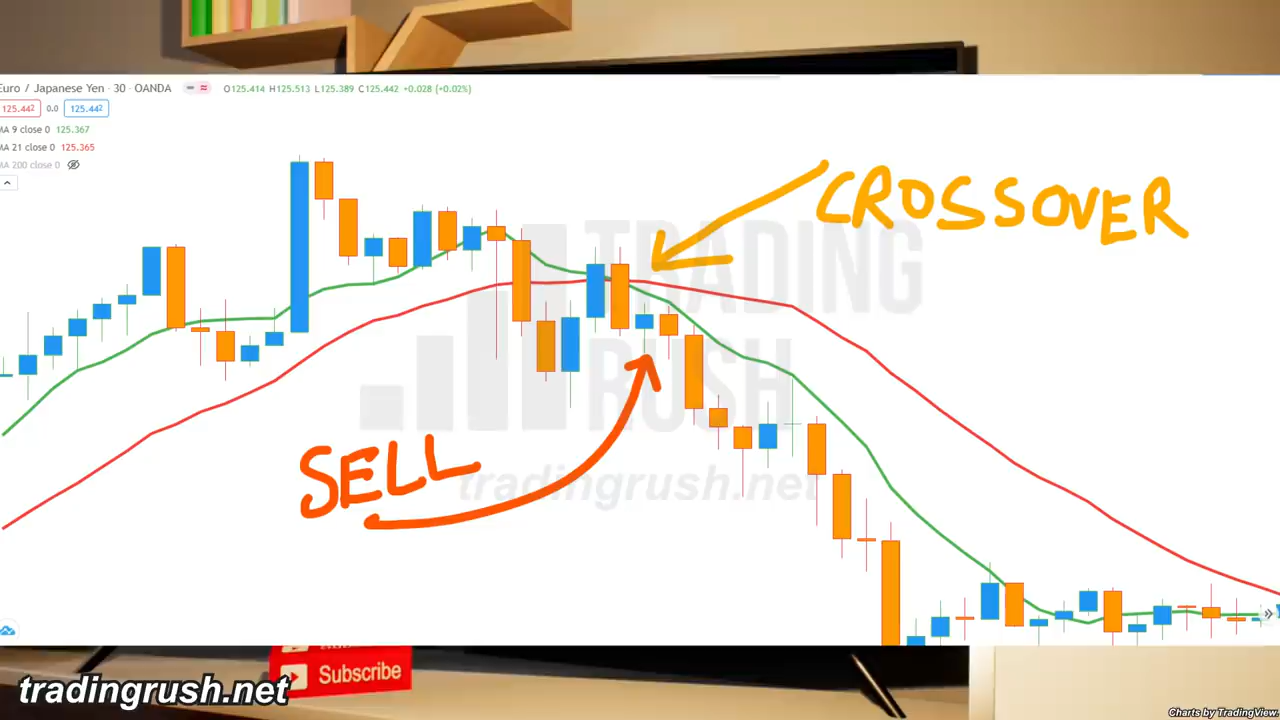 Euro / Japanese Yen · 30 · OANDA O125.414 H125.513 L125.389 C125.442 +0.028 (+0.02%)
125.442 0.0 125.442
MA 9 close 0 125.367
MA 21 close 0 125.365
MA 200 close 0
CROSSOVER
TRADING
RUSH
SELL
tradingrush.net
Subscribe
tradingrush.net
Charts by TradingView.